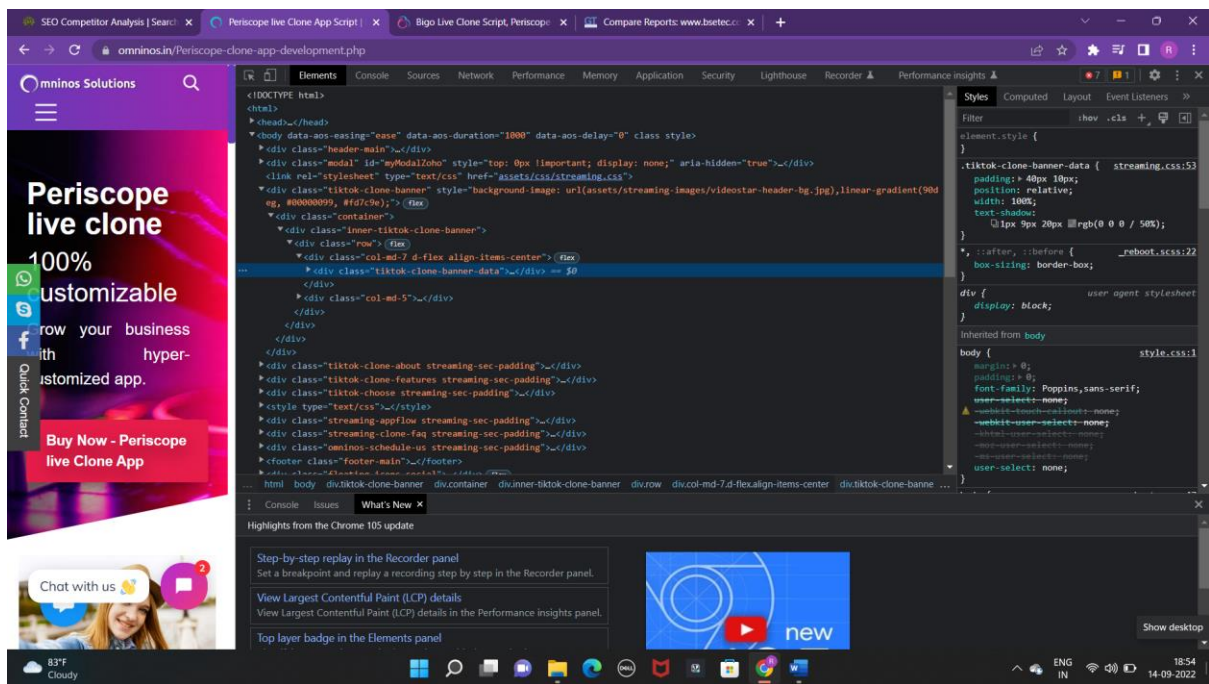 SEO Competitor Analysis | Search
Periscope live Clone App Script |
Bigo Live Clone Script, Periscope
Compare Reports: www.bsetec.co
omninos.in/Periscope-clone-app-development.php
R
Omninos Solutions
Periscope
live clone
100%
customizable
Grow your business
with hyper-
customized app.
Buy Now - Periscope
live Clone App
Quick Contact
Chat with us 👋
2
Elements Console Sources Network Performance Memory Application Security Lighthouse Recorder Performance insights 7 1
<!DOCTYPE html>
<html>
<head>…</head>
<body data-aos-easing="ease" data-aos-duration="1000" data-aos-delay="0" class style>
<div class="header-main">…</div>
<div class="modal" id="myModalZoho" style="top: 0px !important; display: none;" aria-hidden="true">…</div>
<link rel="stylesheet" type="text/css" href="assets/css/streaming.css">
<div class="tiktok-clone-banner" style="background-image: url(assets/streaming-images/videostar-header-bg.jpg),linear-gradient(90d
eg, #00000099, #fd7c9e);"> flex
<div class="container">
<div class="inner-tiktok-clone-banner">
<div class="row"> flex
<div class="col-md-7 d-flex align-items-center"> flex
<div class="tiktok-clone-banner-data">…</div> == $0
</div>
<div class="col-md-5">…</div>
</div>
</div>
</div>
</div>
<div class="tiktok-clone-about streaming-sec-padding">…</div>
<div class="tiktok-clone-features streaming-sec-padding">…</div>
<div class="tiktok-choose streaming-sec-padding">…</div>
<style type="text/css">…</style>
<div class="streaming-appflow streaming-sec-padding">…</div>
<div class="streaming-clone-faq streaming-sec-padding">…</div>
<div class="omninos-schedule-us streaming-sec-padding">…</div>
<footer class="footer-main">…</footer>
... html body div.tiktok-clone-banner div.container div.inner-tiktok-clone-banner div.row div.col-md-7.d-flex.align-items-center div.tiktok-clone-banne ...
Styles Computed Layout Event Listeners »
Filter :hov .cls +
element.style {
}
.tiktok-clone-banner-data { streaming.css:53
padding: 40px 10px;
position: relative;
width: 100%;
text-shadow:
1px 9px 20px rgb(0 0 0 / 50%);
}
*, ::after, ::before { _reboot.scss:22
box-sizing: border-box;
}
div { user agent stylesheet
display: block;
}
Inherited from body
body { style.css:1
margin: 0;
padding: 0;
font-family: Poppins,sans-serif;
user-select: none;
-webkit-touch-callout: none;
-webkit-user-select: none;
-khtml-user-select: none;
-moz-user-select: none;
-ms-user-select: none;
user-select: none;
}
Console Issues What's New
Highlights from the Chrome 105 update
Step-by-step replay in the Recorder panel
Set a breakpoint and replay a recording step by step in the Recorder panel.
View Largest Contentful Paint (LCP) details
View Largest Contentful Paint (LCP) details in the Performance insights panel.
Top layer badge in the Elements panel
new
Show desktop
83°F
Cloudy
DELL
ENG
IN
18:54
14-09-2022